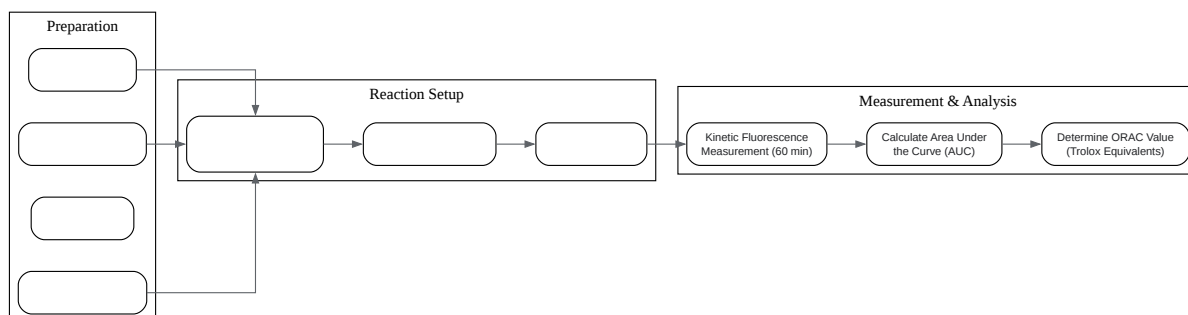 Preparation
Reaction Setup
Measurement & Analysis
Kinetic Fluorescence
Measurement (60 min)
Calculate Area Under
the Curve (AUC)
Determine ORAC Value
(Trolox Equivalents)